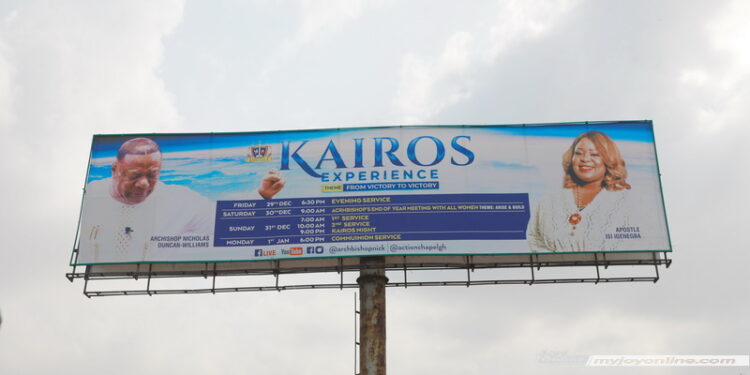 KAIROS
EXPERIENCE
THEME: FROM VICTORY TO VICTORY
FRIDAY 29TH DEC 6:30 PM EVENING SERVICE
SATURDAY 30TH DEC 9:00 AM ACRHBISHOP'S END OF YEAR MEETING WITH ALL WOMEN THEME: ARISE & BUILD
7:00 AM 1ST SERVICE
SUNDAY 31ST DEC 10:00 AM 2ND SERVICE
9:00 PM KAIROS NIGHT
MONDAY 1ST JAN 6:00 PM COMMUNION SERVICE
LIVE YouTube @archbishopnick | @actionchapelgh
ARCHBISHOP NICHOLAS
DUNCAN-WILLIAMS
APOSTLE
ISI IGENEGBA
myjoyonline.com